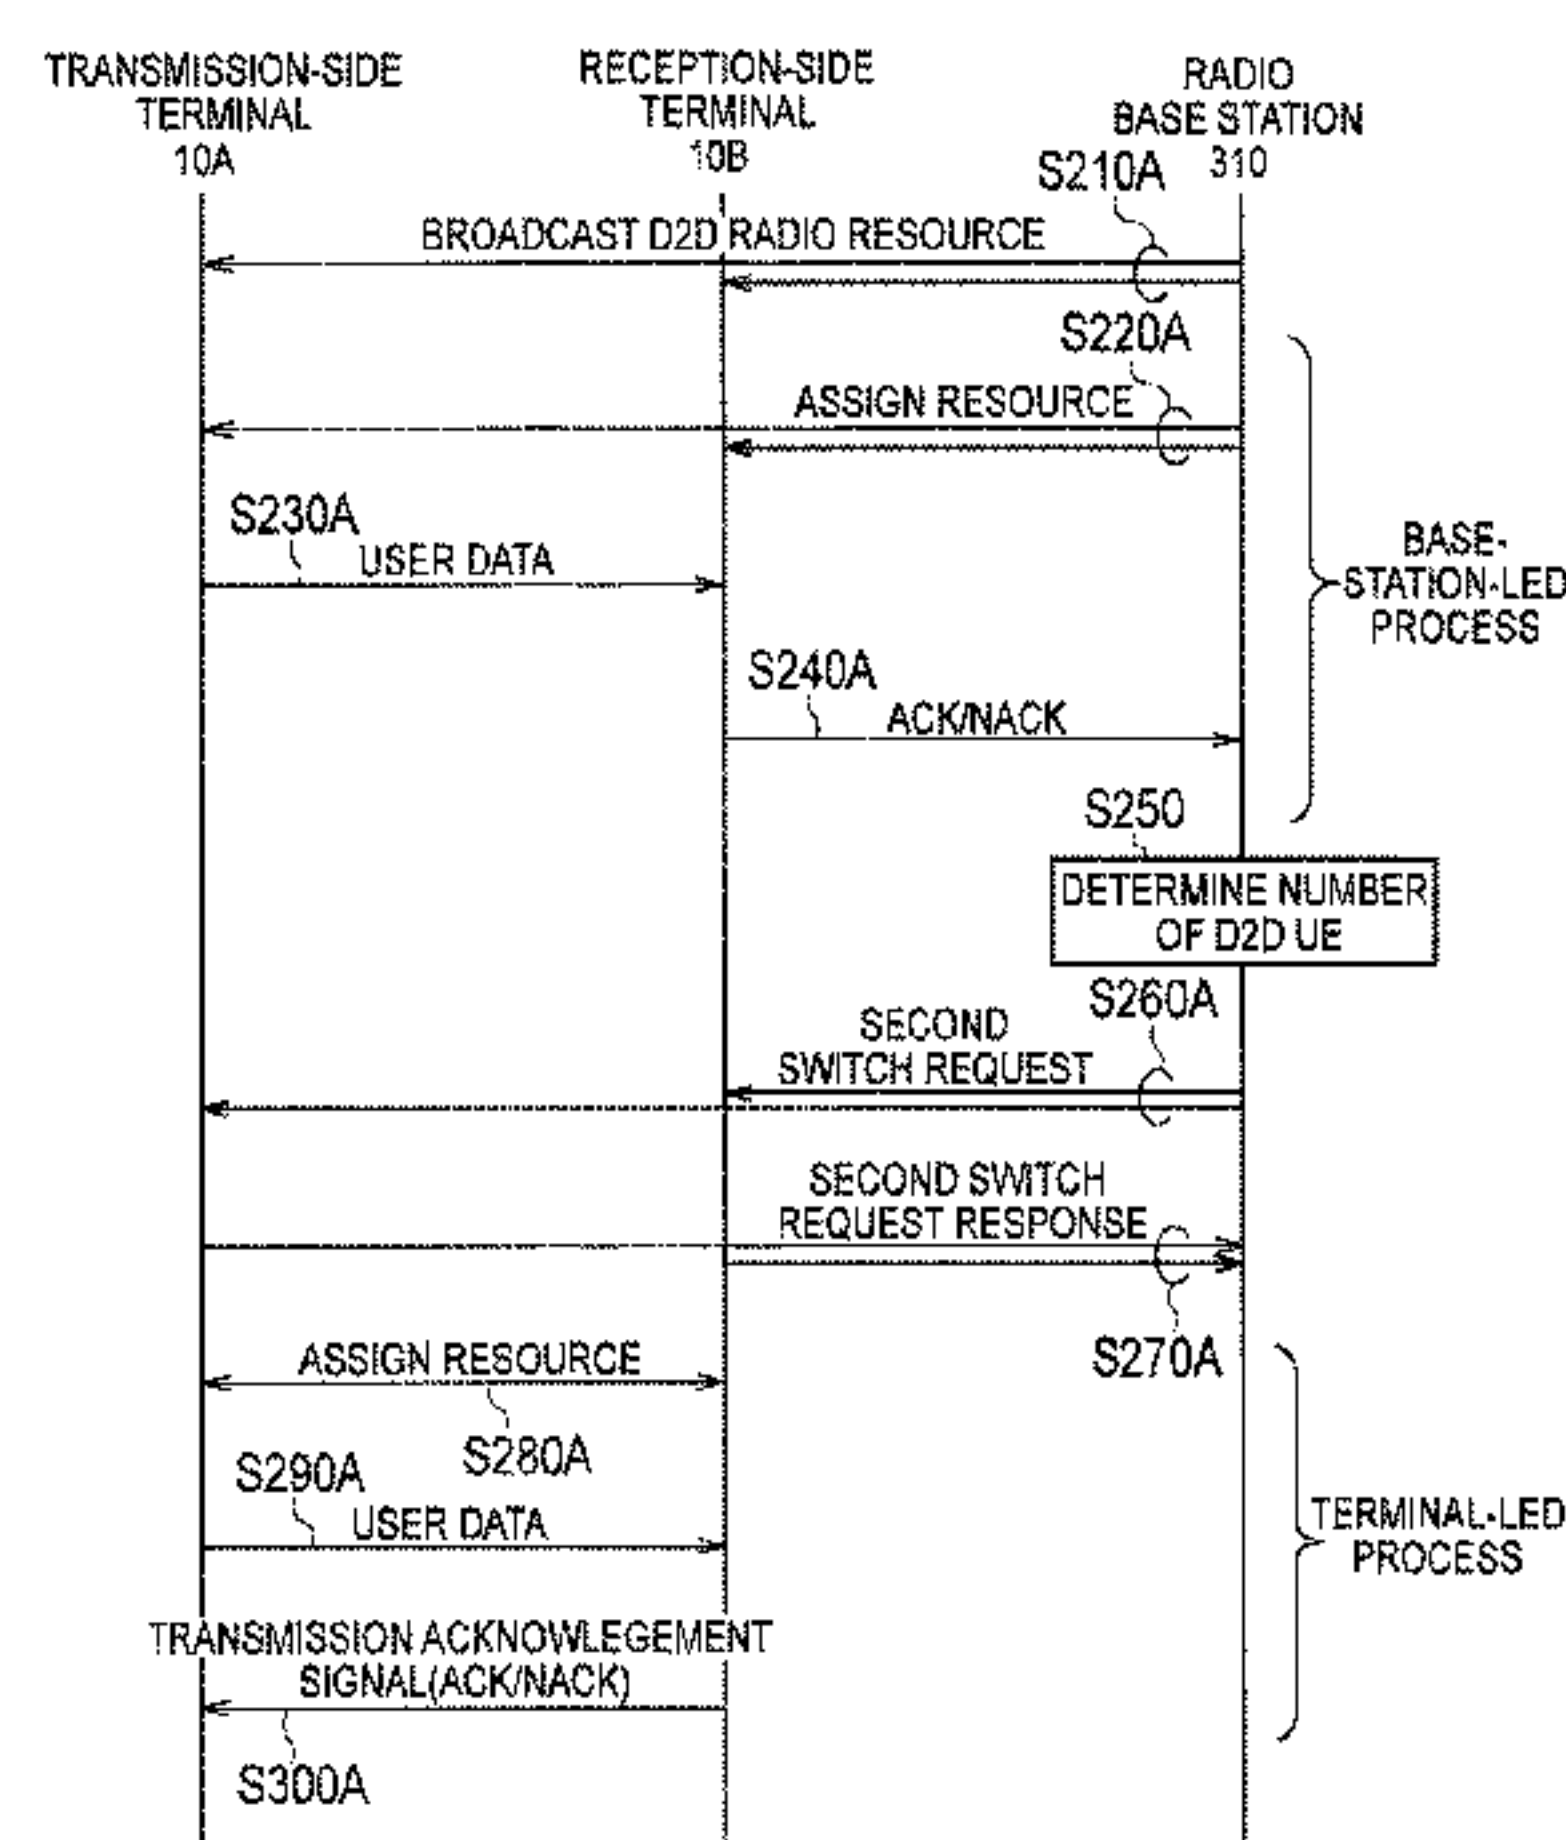 TRANSMISSION-SIDE
TERMINAL
10A
RECEPTION-SIDE
TERMINAL
10B
RADIO
BASE STATION
310
S210A
BROADCAST D2D RADIO RESOURCE
S220A
ASSIGN RESOURCE
S230A
USER DATA
BASE-
STATION-LED
PROCESS
S240A
ACK/NACK
S250
DETERMINE NUMBER
OF D2D UE
S260A
SECOND
SWITCH REQUEST
SECOND SWITCH
REQUEST RESPONSE
S270A
ASSIGN RESOURCE
S280A
S290A
USER DATA
TERMINAL-LED
PROCESS
TRANSMISSION ACKNOWLEGEMENT
SIGNAL(ACK/NACK)
S300A